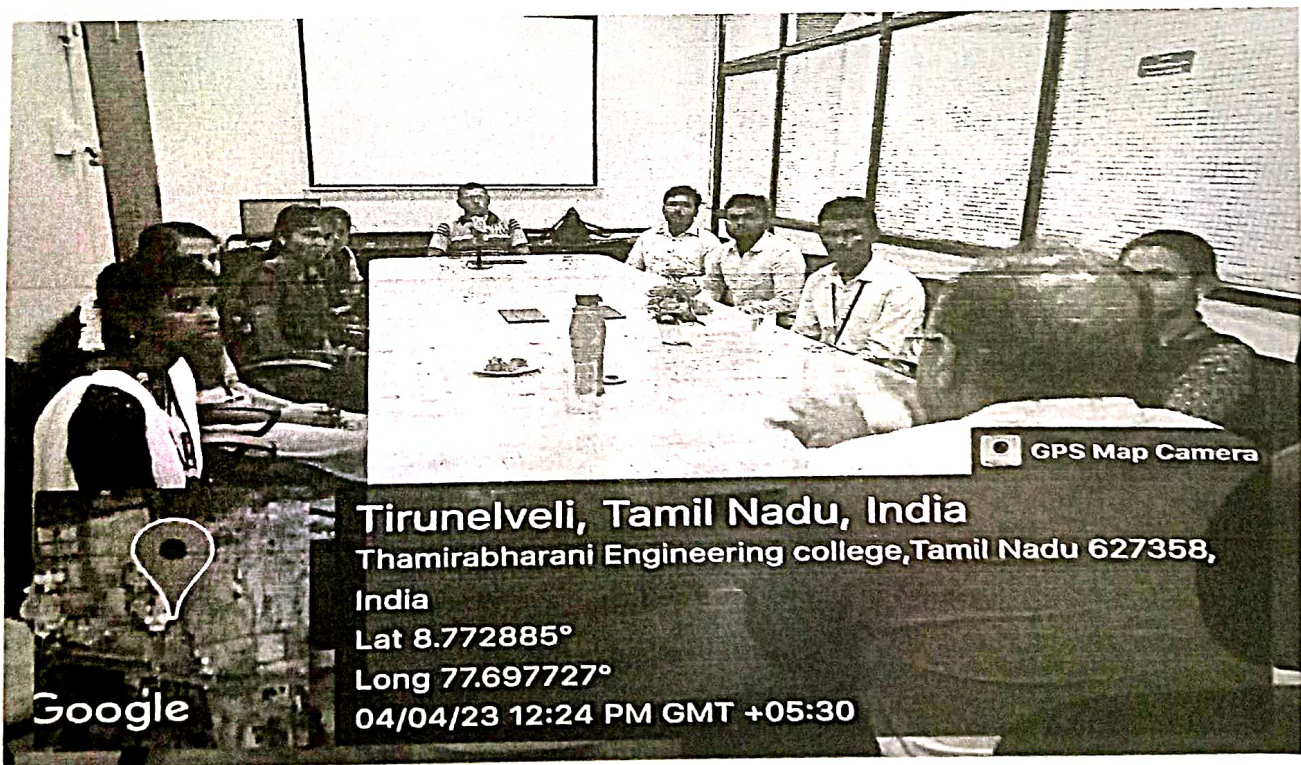 GPS Map Camera
Tirunelveli, Tamil Nadu, India
Thamirabharani Engineering college,Tamil Nadu 627358,
India
Lat 8.772885°
Long 77.697727°
04/04/23 12:24 PM GMT +05:30
Google